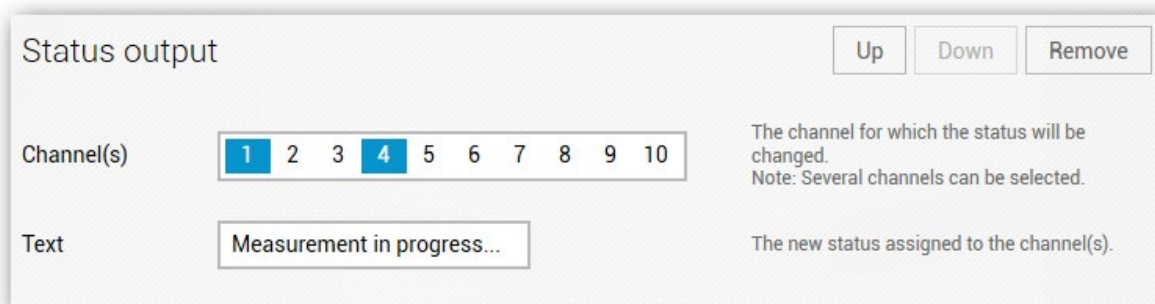 Status output
Up Down Remove
Channel(s)
1 2 3 4 5 6 7 8 9 10
The channel for which the status will be
changed.
Note: Several channels can be selected.
Text
Measurement in progress...
The new status assigned to the channel(s).